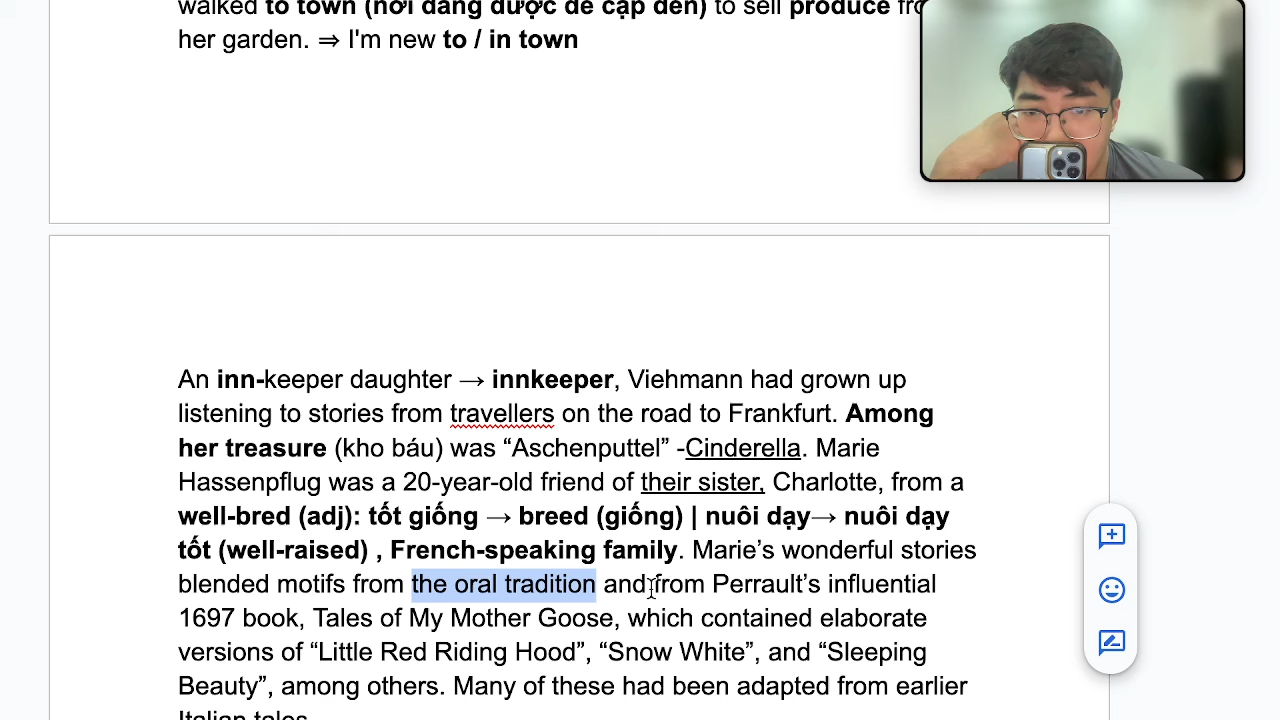 walked to town (nơi đang được đề cập đến) to sell produce
her garden. ⇒ I'm new to / in town
An inn-keeper daughter → innkeeper, Viehmann had grown up
listening to stories from travellers on the road to Frankfurt. Among
her treasure (kho báu) was “Aschenputtel” -Cinderella. Marie
Hassenpflug was a 20-year-old friend of their sister, Charlotte, from a
well-bred (adj): tốt giống → breed (giống) | nuôi dạy→ nuôi dạy
tốt (well-raised) , French-speaking family. Marie’s wonderful stories
blended motifs from the oral tradition and from Perrault’s influential
1697 book, Tales of My Mother Goose, which contained elaborate
versions of “Little Red Riding Hood”, “Snow White”, and “Sleeping
Beauty”, among others. Many of these had been adapted from earlier
Italian tales.